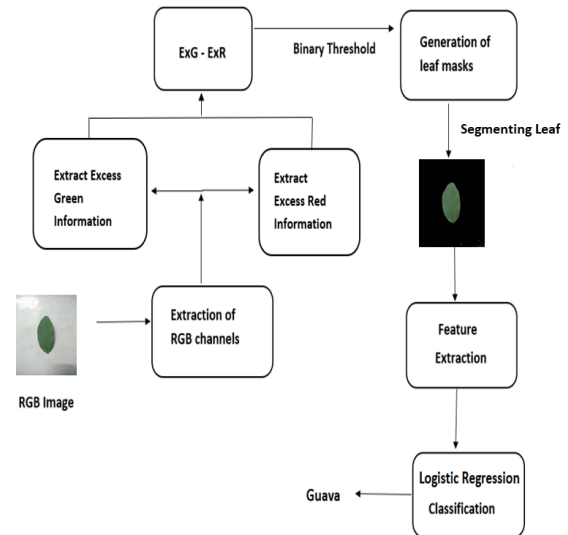 ExG - ExR
Binary Threshold
Generation of
leaf masks
Segmenting Leaf
Extract Excess
Green
Information
Extract
Excess Red
Information
Extraction of
RGB channels
RGB Image
Feature
Extraction
Logistic Regression
Classification
Guava